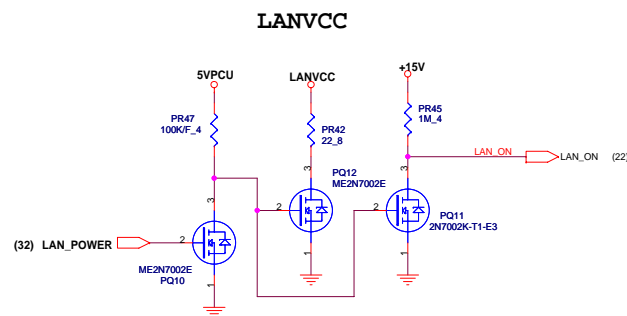 LANVCC
5VPCU
LANVCC
+15V
PR47
100K/F_4
PR42
22_8
PR45
1M_4
LAN_ON
LAN_ON (22)
3
3
3
PQ12
ME2N7002E
2
2
PQ11
2N7002K-T1-E3
(32) LAN_POWER
2
1
1
ME2N7002E
PQ10
1